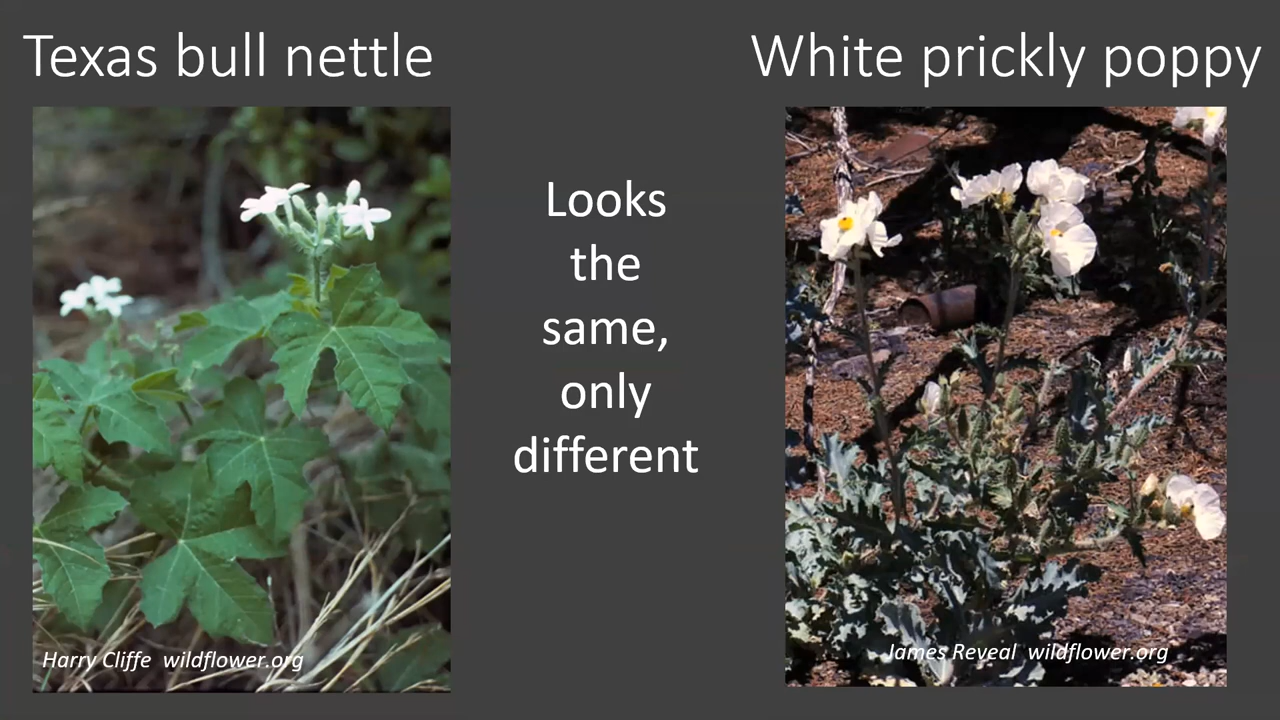 Texas bull nettle
White prickly poppy
Looks
the
same,
only
different
Harry Cliffe wildflower.org
James Reveal wildflower.org